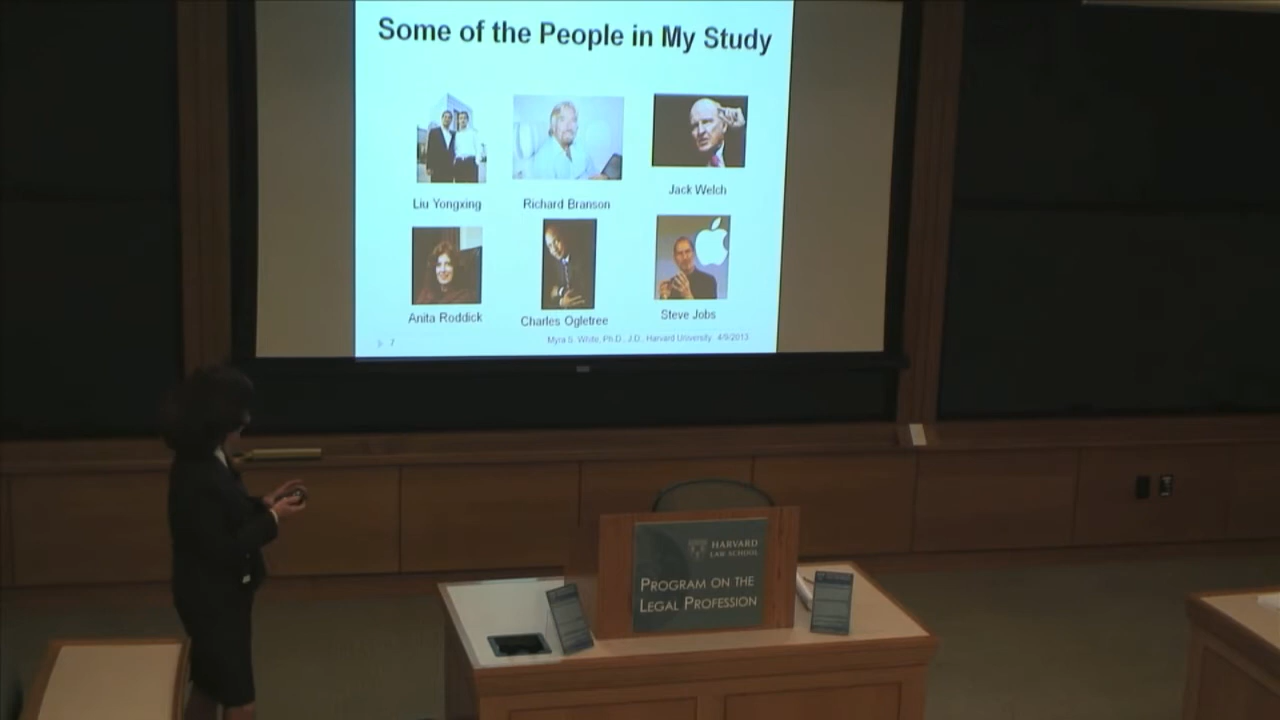 Some of the People in My Study
Liu Yongxing
Richard Branson
Jack Welch
Anita Roddick
Charles Ogletree
Steve Jobs
7
Myra S. White, Ph.D., J.D., Harvard University 4/9/2013
HARVARD
LAW SCHOOL
PROGRAM ON THE
LEGAL PROFESSION